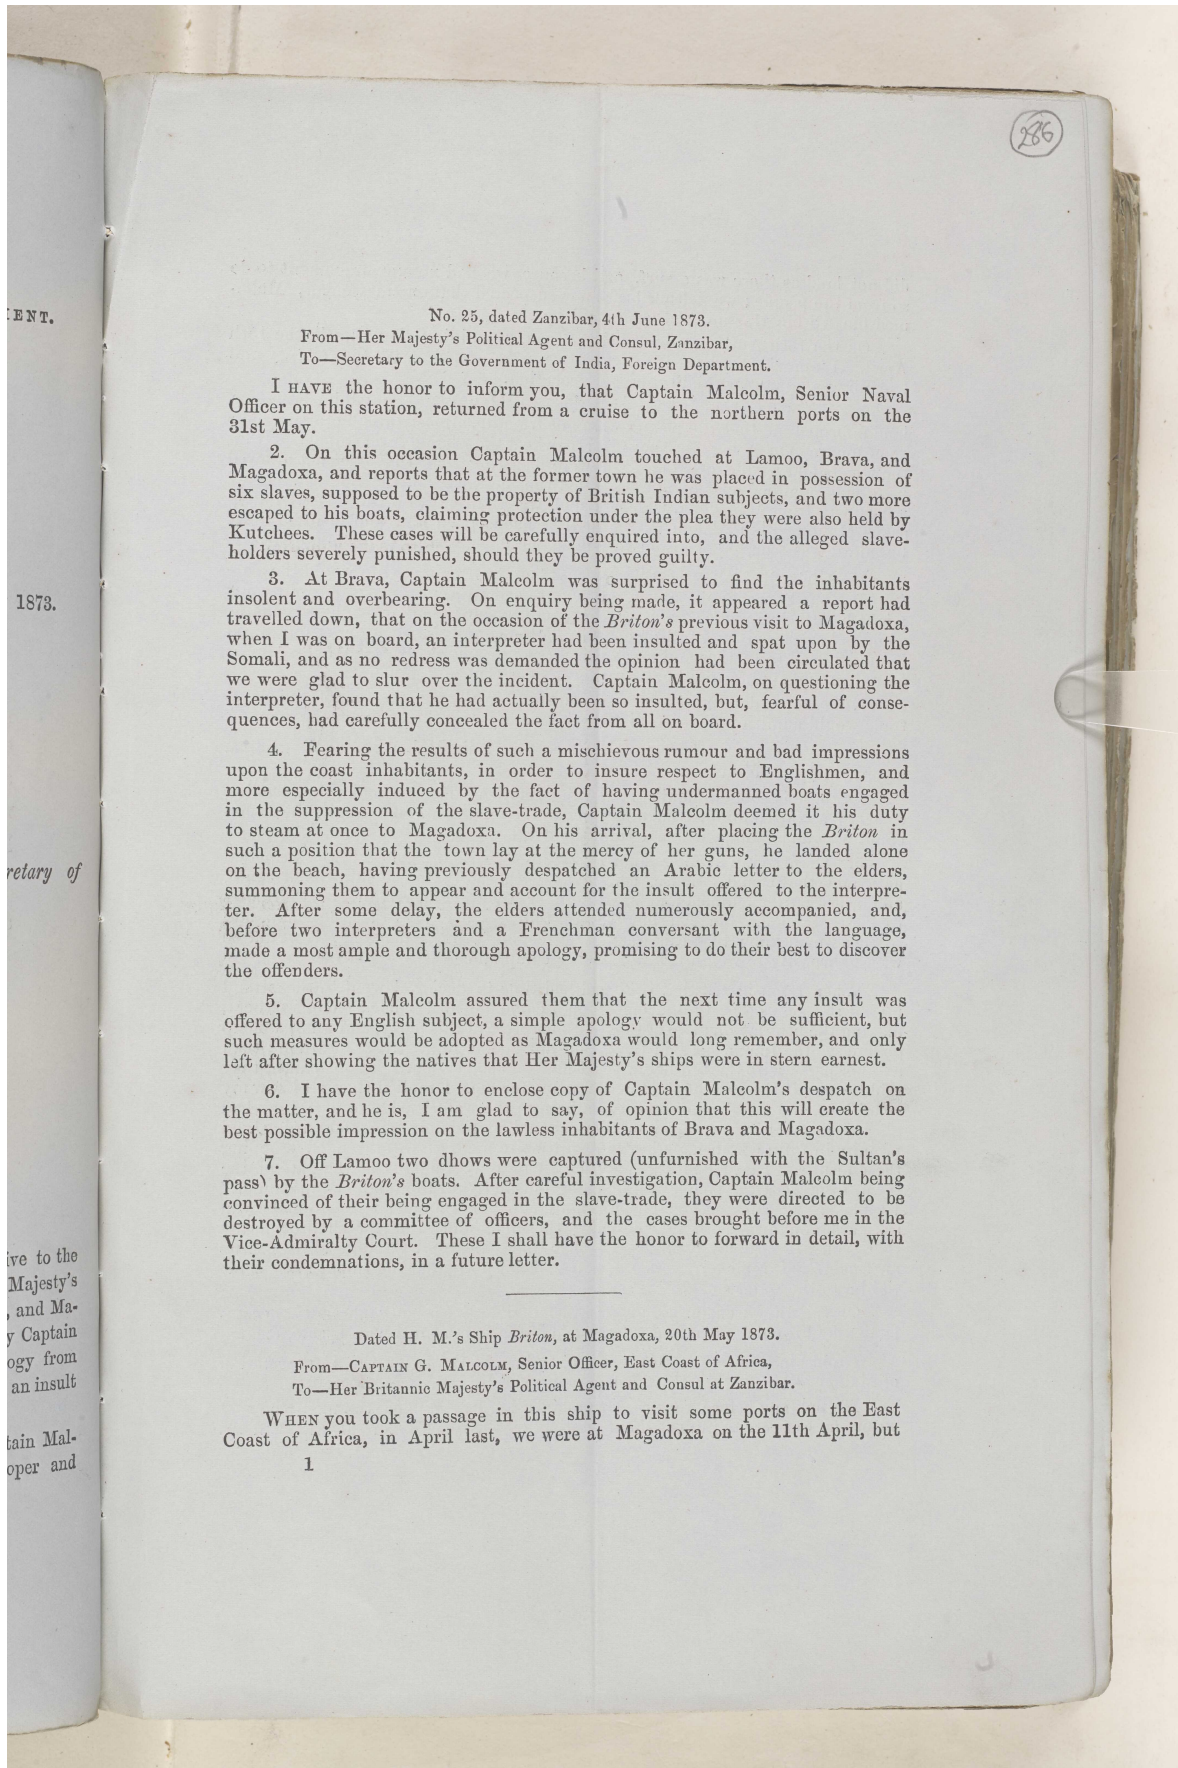 286
IENT.
1873.
retary of
ive to the
Majesty's
, and Ma-
y Captain
ogy from
an insult
tain Mal-
oper and
No. 25, dated Zanzibar, 4th June 1873.
From—Her Majesty's Political Agent and Consul, Zanzibar,
To—Secretary to the Government of India, Foreign Department.
I HAVE the honor to inform you, that Captain Malcolm, Senior Naval
Officer on this station, returned from a cruise to the northern ports on the
31st May.
2. On this occasion Captain Malcolm touched at Lamoo, Brava, and
Magadoxa, and reports that at the former town he was placed in possession of
six slaves, supposed to be the property of British Indian subjects, and two more
escaped to his boats, claiming protection under the plea they were also held by
Kutchees. These cases will be carefully enquired into, and the alleged slave-
holders severely punished, should they be proved guilty.
3. At Brava, Captain Malcolm was surprised to find the inhabitants
insolent and overbearing. On enquiry being made, it appeared a report had
travelled down, that on the occasion of the Briton's previous visit to Magadoxa,
when I was on board, an interpreter had been insulted and spat upon by the
Somali, and as no redress was demanded the opinion had been circulated that
we were glad to slur over the incident. Captain Malcolm, on questioning the
interpreter, found that he had actually been so insulted, but, fearful of conse-
quences, had carefully concealed the fact from all on board.
4. Fearing the results of such a mischievous rumour and bad impressions
upon the coast inhabitants, in order to insure respect to Englishmen, and
more especially induced by the fact of having undermanned boats engaged
in the suppression of the slave-trade, Captain Malcolm deemed it his duty
to steam at once to Magadoxa. On his arrival, after placing the Briton in
such a position that the town lay at the mercy of her guns, he landed alone
on the beach, having previously despatched an Arabic letter to the elders,
summoning them to appear and account for the insult offered to the interpre-
ter. After some delay, the elders attended numerously accompanied, and,
before two interpreters and a Frenchman conversant with the language,
made a most ample and thorough apology, promising to do their best to discover
the offenders.
5. Captain Malcolm assured them that the next time any insult was
offered to any English subject, a simple apology would not be sufficient, but
such measures would be adopted as Magadoxa would long remember, and only
left after showing the natives that Her Majesty's ships were in stern earnest.
6. I have the honor to enclose copy of Captain Malcolm's despatch on
the matter, and he is, I am glad to say, of opinion that this will create the
best possible impression on the lawless inhabitants of Brava and Magadoxa.
7. Off Lamoo two dhows were captured (unfurnished with the Sultan's
pass) by the Briton's boats. After careful investigation, Captain Malcolm being
convinced of their being engaged in the slave-trade, they were directed to be
destroyed by a committee of officers, and the cases brought before me in the
Vice-Admiralty Court. These I shall have the honor to forward in detail, with
their condemnations, in a future letter.
Dated H. M.'s Ship Briton, at Magadoxa, 20th May 1873.
From—CAPTAIN G. MALCOLM, Senior Officer, East Coast of Africa,
To—Her Britannic Majesty's Political Agent and Consul at Zanzibar.
WHEN you took a passage in this ship to visit some ports on the East
Coast of Africa, in April last, we were at Magadoxa on the 11th April, but
1